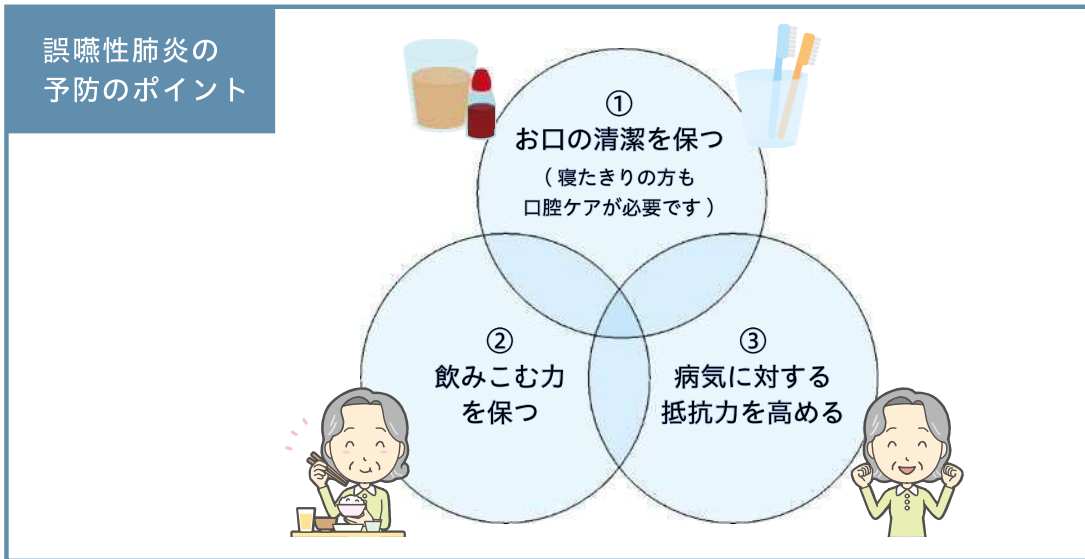 誤嚥性肺炎の
予防のポイント
①
お口の清潔を保つ
（寝たきりの方も
口腔ケアが必要です）
②
飲みこむ力
を保つ
③
病気に対する
抵抗力を高める